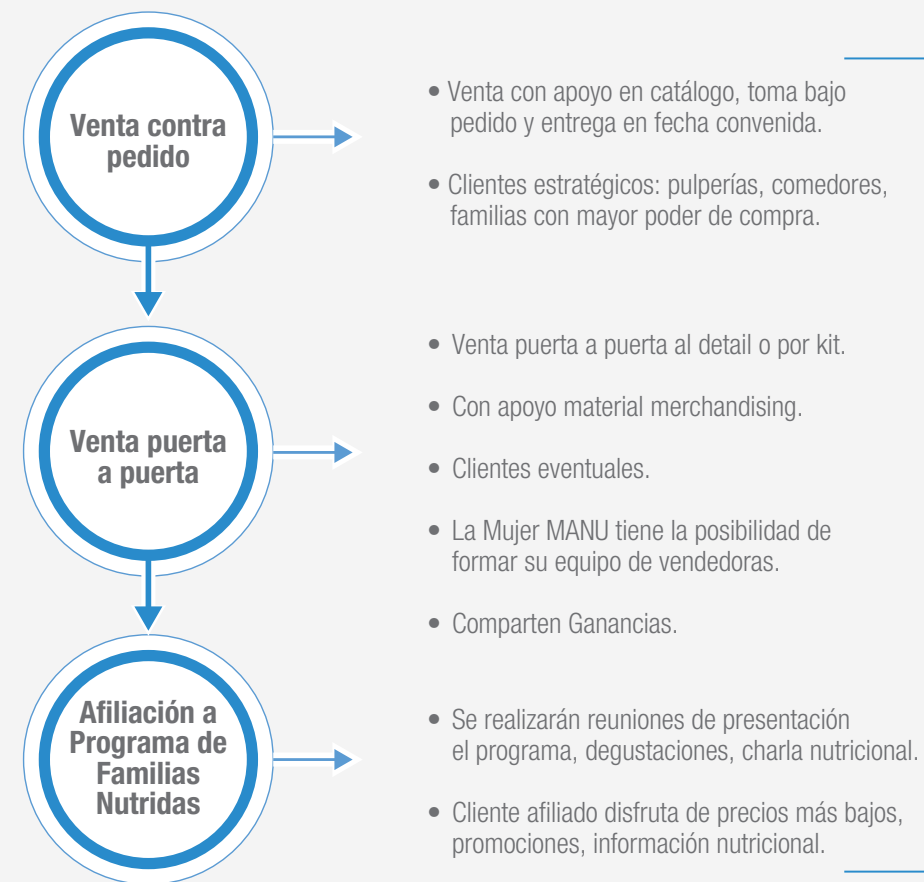 Venta contra
pedido
• Venta con apoyo en catálogo, toma bajo
pedido y entrega en fecha convenida.
• Clientes estratégicos: pulperías, comedores,
familias con mayor poder de compra.
Venta puerta
a puerta
• Venta puerta a puerta al detail o por kit.
• Con apoyo material merchandising.
• Clientes eventuales.
• La Mujer MANU tiene la posibilidad de
formar su equipo de vendedoras.
• Comparten Ganancias.
Afiliación a
Programa de
Familias
Nutridas
• Se realizarán reuniones de presentación
el programa, degustaciones, charla nutricional.
• Cliente afiliado disfruta de precios más bajos,
promociones, información nutricional.